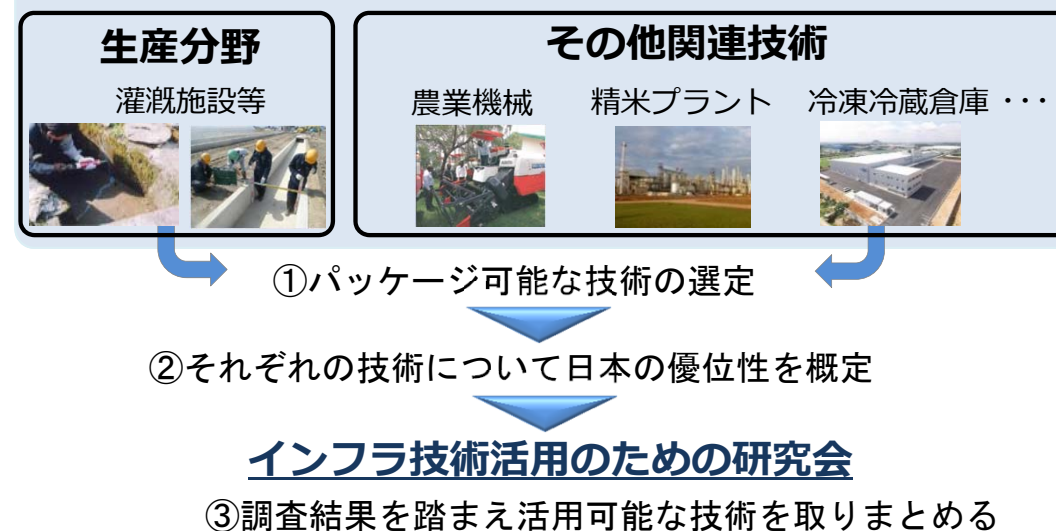 生産分野
灌漑施設等
その他関連技術
農業機械 精米プラント 冷凍冷蔵倉庫 ・・・
①パッケージ可能な技術の選定
②それぞれの技術について日本の優位性を概定
インフラ技術活用のための研究会
③調査結果を踏まえ活用可能な技術を取りまとめる